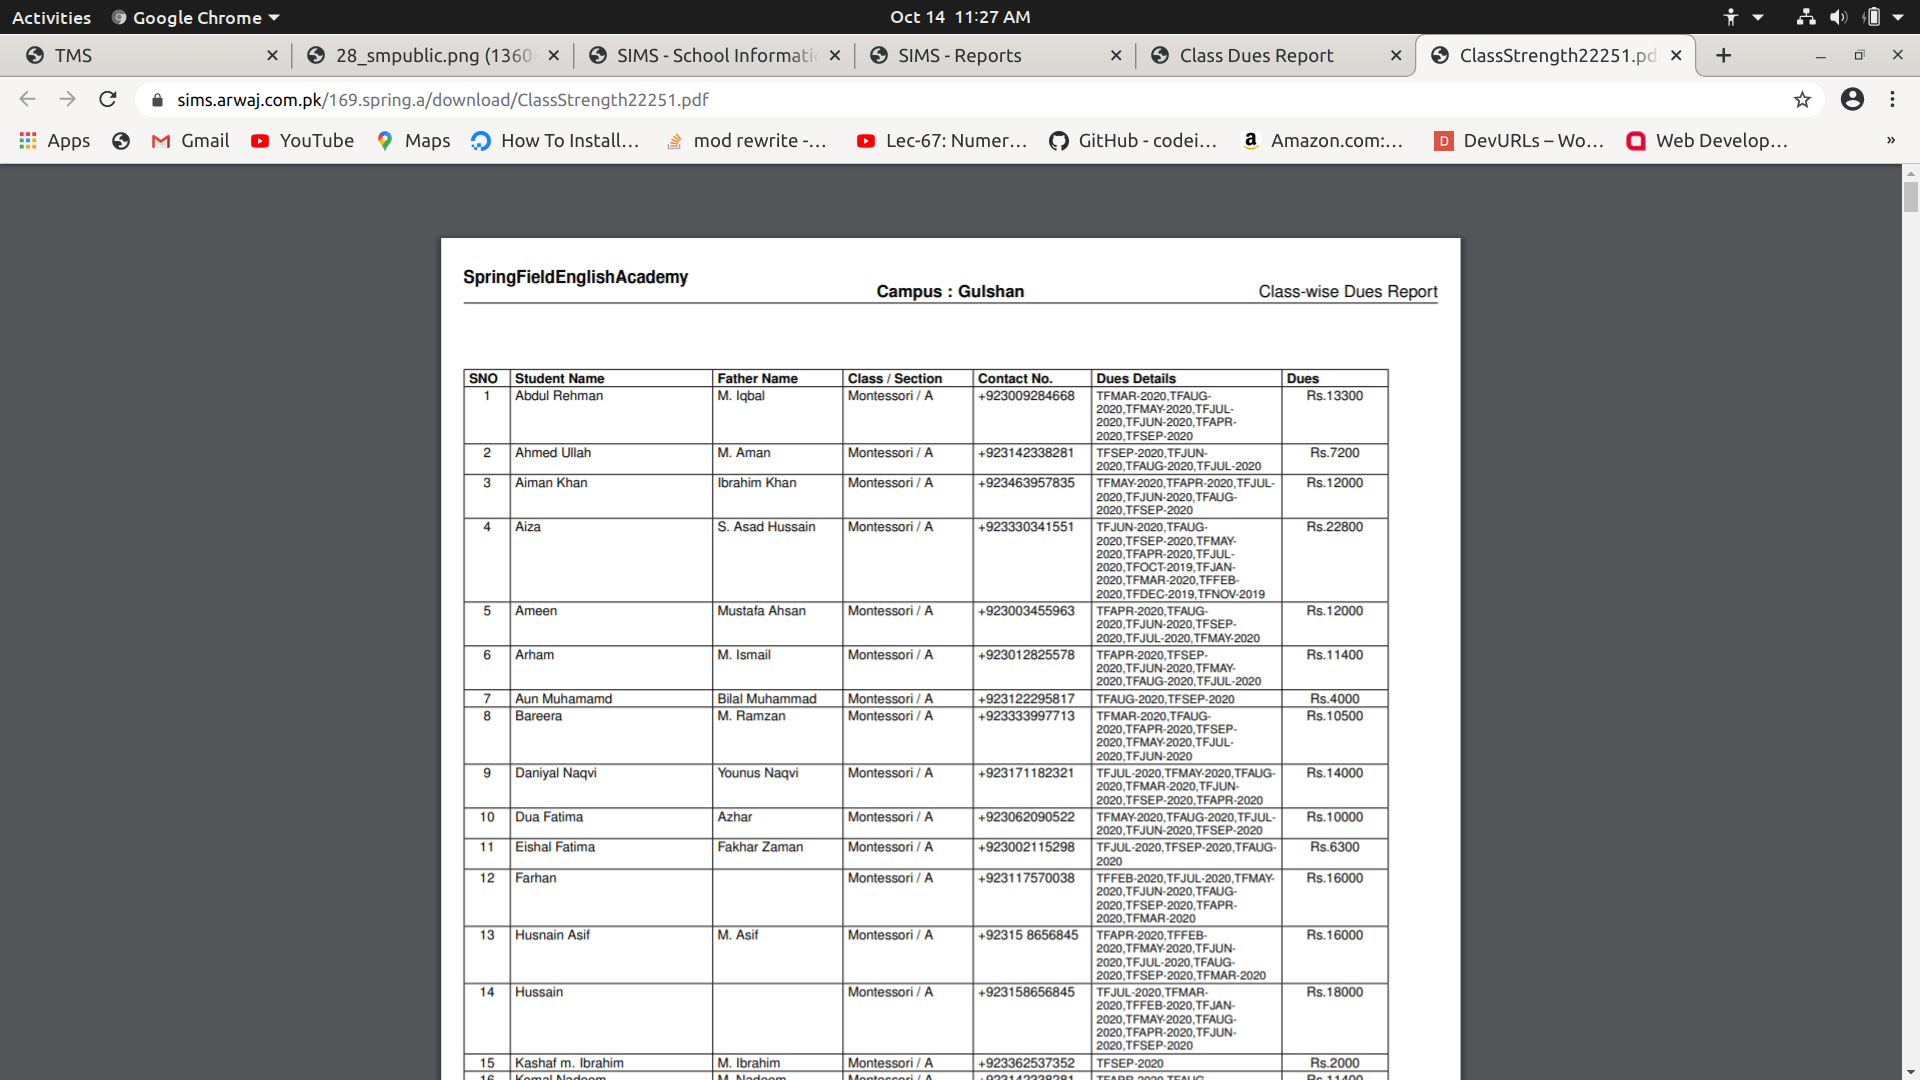 Activities Google Chrome Oct 14 11:27 AM
TMS 28_smpublic.png (1360 SIMS - School Informati SIMS - Reports Class Dues Report ClassStrength22251.pd
sims.arwaj.com.pk/169.spring.a/download/ClassStrength22251.pdf
Apps Gmail YouTube Maps How To Install... mod rewrite -... Lec-67: Numer... GitHub - codei... Amazon.com:... DevURLs – Wo... Web Develop... »
SpringFieldEnglishAcademy
Campus : Gulshan Class-wise Dues Report
SNO Student Name Father Name Class / Section Contact No. Dues Details Dues
1 Abdul Rehman M. Iqbal Montessori / A +923009284668 TFMAR-2020,TFAUG- Rs.13300
2020,TFMAY-2020,TFJUL-
2020,TFJUN-2020,TFAPR-
2020,TFSEP-2020
2 Ahmed Ullah M. Aman Montessori / A +923142338281 TFSEP-2020,TFJUN- Rs.7200
2020,TFAUG-2020,TFJUL-2020
3 Aiman Khan Ibrahim Khan Montessori / A +923463957835 TFMAY-2020,TFAPR-2020,TFJUL- Rs.12000
2020,TFJUN-2020,TFAUG-
2020,TFSEP-2020
4 Aiza S. Asad Hussain Montessori / A +923330341551 TFJUN-2020,TFAUG- Rs.22800
2020,TFSEP-2020,TFMAY-
2020,TFAPR-2020,TFJUL-
2020,TFOCT-2019,TFJAN-
2020,TFMAR-2020,TFFEB-
2020,TFDEC-2019,TFNOV-2019
5 Ameen Mustafa Ahsan Montessori / A +923003455963 TFAPR-2020,TFAUG- Rs.12000
2020,TFJUN-2020,TFSEP-
2020,TFJUL-2020,TFMAY-2020
6 Arham M. Ismail Montessori / A +923012825578 TFAPR-2020,TFSEP- Rs.11400
2020,TFJUN-2020,TFMAY-
2020,TFAUG-2020,TFJUL-2020
7 Aun Muhamamd Bilal Muhammad Montessori / A +923122295817 TFAUG-2020,TFSEP-2020 Rs.4000
8 Bareera M. Ramzan Montessori / A +923333997713 TFMAR-2020,TFAUG- Rs.10500
2020,TFAPR-2020,TFSEP-
2020,TFMAY-2020,TFJUL-
2020,TFJUN-2020
9 Daniyal Naqvi Younus Naqvi Montessori / A +923171182321 TFJUL-2020,TFMAY-2020,TFAUG- Rs.14000
2020,TFMAR-2020,TFJUN-
2020,TFSEP-2020,TFAPR-2020
10 Dua Fatima Azhar Montessori / A +923062090522 TFMAY-2020,TFAUG-2020,TFJUL- Rs.10000
2020,TFJUN-2020,TFSEP-2020
11 Eishal Fatima Fakhar Zaman Montessori / A +923002115298 TFJUL-2020,TFSEP-2020,TFAUG- Rs.6300
2020
12 Farhan Montessori / A +923117570038 TFFEB-2020,TFJUL-2020,TFMAY- Rs.16000
2020,TFJUN-2020,TFAUG-
2020,TFSEP-2020,TFAPR-
2020,TFMAR-2020
13 Husnain Asif M. Asif Montessori / A +92315 8656845 TFAPR-2020,TFFEB- Rs.16000
2020,TFMAY-2020,TFJUN-
2020,TFJUL-2020,TFAUG-
2020,TFSEP-2020,TFMAR-2020
14 Hussain Montessori / A +923158656845 TFJUL-2020,TFMAR- Rs.18000
2020,TFFEB-2020,TFJAN-
2020,TFMAY-2020,TFAUG-
2020,TFAPR-2020,TFJUN-
2020,TFSEP-2020
15 Kashaf m. Ibrahim M. Ibrahim Montessori / A +923362537352 TFSEP-2020 Rs.2000
16 Komal Nadeem M. Nadeem Montessori / A +923142338281 TFAPR-2020,TFAUG- Rs.11400